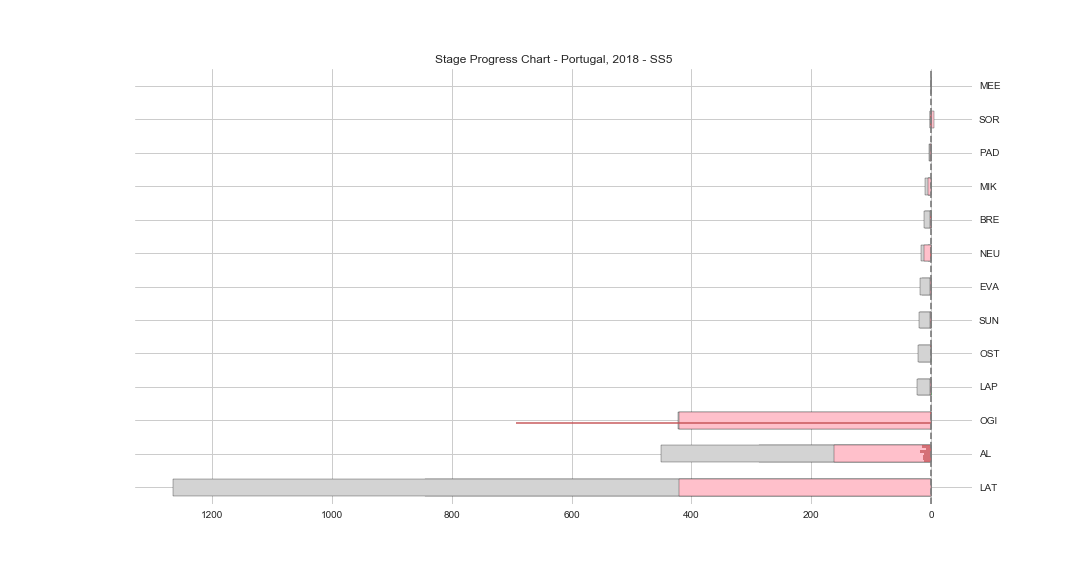 Stage Progress Chart - Portugal, 2018 - SS5
MEE
SOR
PAD
MIK
BRE
NEU
EVA
SUN
OST
LAP
OGI
AL
LAT
1200 1000 800 600 400 200 0